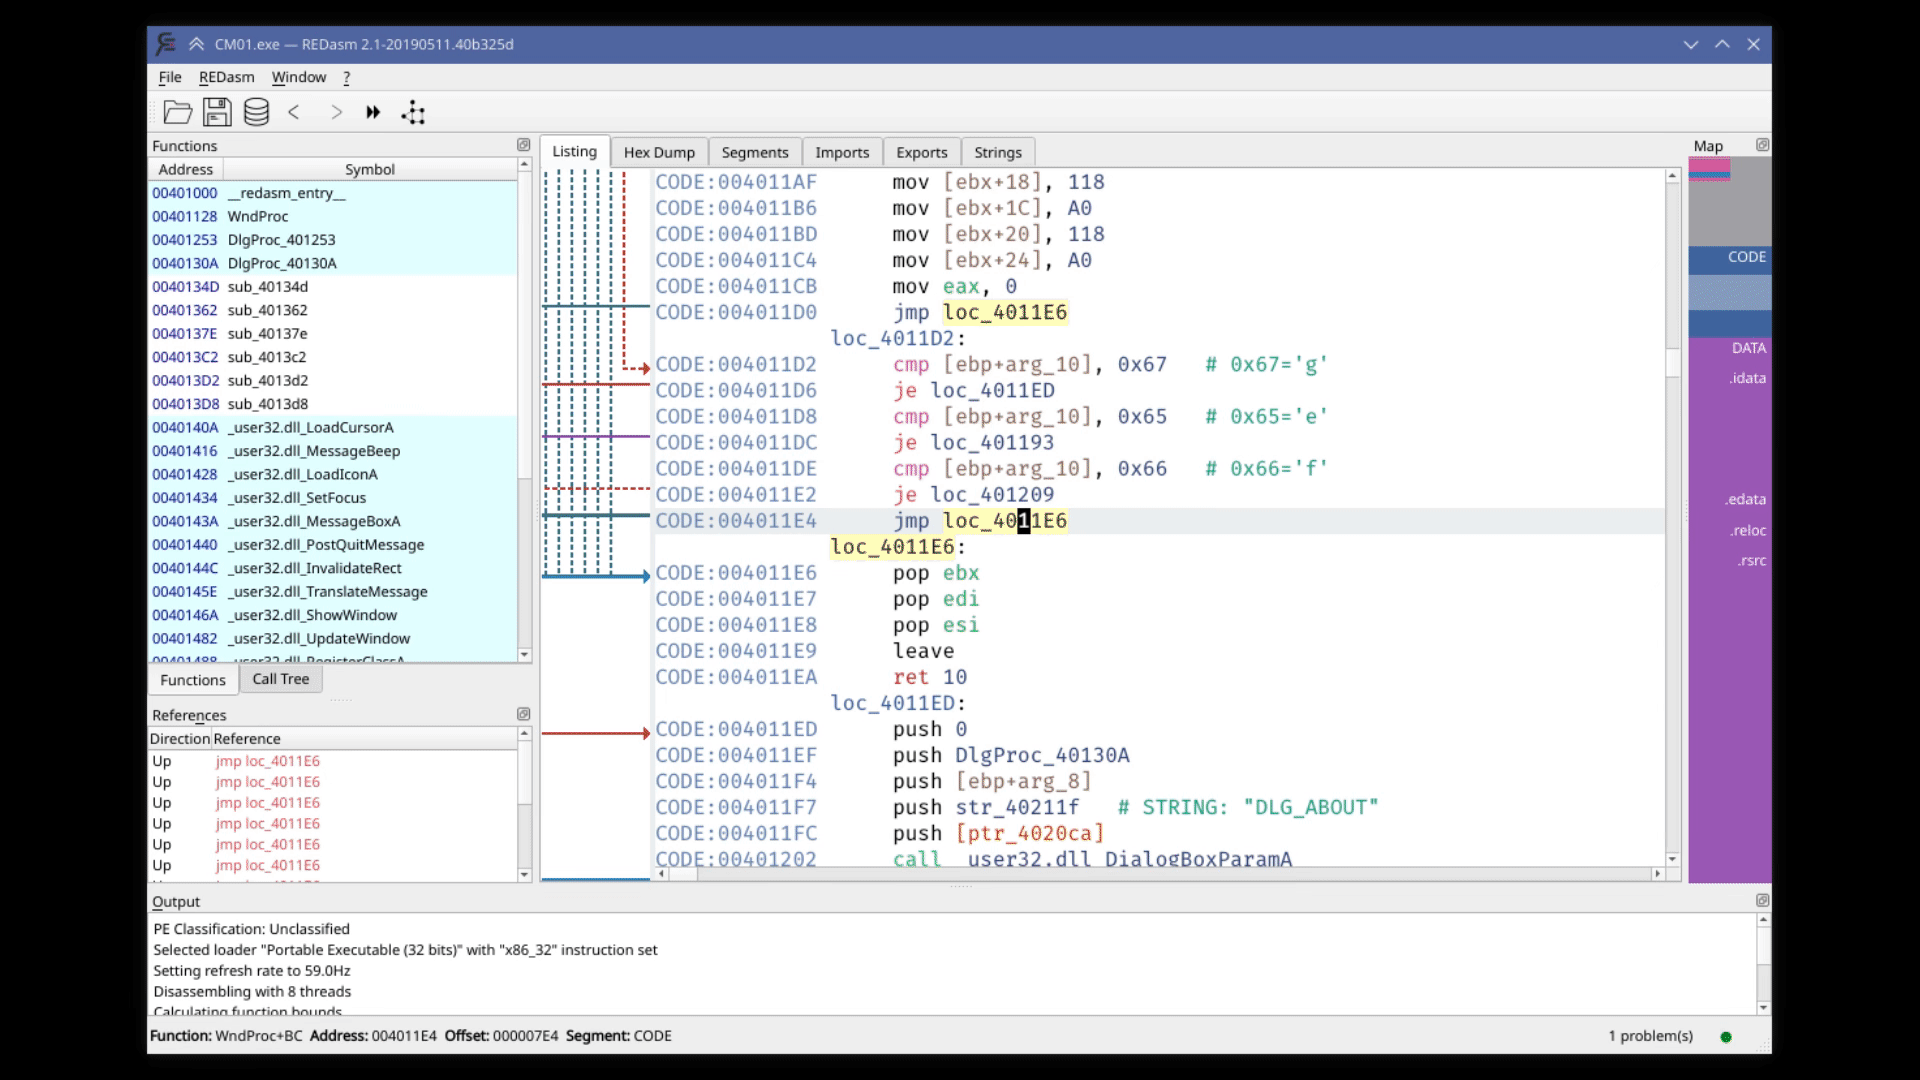 CM01.exe — REDasm 2.1-20190511.40b325d
File REDasm Window ?
Functions
Address Symbol
00401000 __redasm_entry__
00401128 WndProc
00401253 DlgProc_401253
0040130A DlgProc_40130A
0040134D sub_40134d
00401362 sub_401362
0040137E sub_40137e
004013C2 sub_4013c2
004013D2 sub_4013d2
004013D8 sub_4013d8
0040140A _user32.dll_LoadCursorA
00401416 _user32.dll_MessageBeep
00401428 _user32.dll_LoadIconA
00401434 _user32.dll_SetFocus
0040143A _user32.dll_MessageBoxA
00401440 _user32.dll_PostQuitMessage
0040144C _user32.dll_InvalidateRect
0040145E _user32.dll_TranslateMessage
0040146A _user32.dll_ShowWindow
00401482 _user32.dll_UpdateWindow
00401488 _user32.dll_RegisterClassA
Functions Call Tree
References
Direction Reference
Up jmp loc_4011E6
Up jmp loc_4011E6
Up jmp loc_4011E6
Up jmp loc_4011E6
Up jmp loc_4011E6
Up jmp loc_4011E6
Listing Hex Dump Segments Imports Exports Strings
CODE:004011AF mov [ebx+18], 118
CODE:004011B6 mov [ebx+1C], A0
CODE:004011BD mov [ebx+20], 118
CODE:004011C4 mov [ebx+24], A0
CODE:004011CB mov eax, 0
CODE:004011D0 jmp loc_4011E6
loc_4011D2:
CODE:004011D2 cmp [ebp+arg_10], 0x67 # 0x67='g'
CODE:004011D6 je loc_4011ED
CODE:004011D8 cmp [ebp+arg_10], 0x65 # 0x65='e'
CODE:004011DC je loc_401193
CODE:004011DE cmp [ebp+arg_10], 0x66 # 0x66='f'
CODE:004011E2 je loc_401209
CODE:004011E4 jmp loc_4011E6
loc_4011E6:
CODE:004011E6 pop ebx
CODE:004011E7 pop edi
CODE:004011E8 pop esi
CODE:004011E9 leave
CODE:004011EA ret 10
loc_4011ED:
CODE:004011ED push 0
CODE:004011EF push DlgProc_40130A
CODE:004011F4 push [ebp+arg_8]
CODE:004011F7 push str_40211f # STRING: "DLG_ABOUT"
CODE:004011FC push [ptr_4020ca]
CODE:00401202 call _user32.dll_DialogBoxParamA
Map
CODE
DATA
.idata
.edata
.reloc
.rsrc
Output
PE Classification: Unclassified
Selected loader "Portable Executable (32 bits)" with "x86_32" instruction set
Setting refresh rate to 59.0Hz
Disassembling with 8 threads
Calculating function bounds
Function: WndProc+BC Address: 004011E4 Offset: 000007E4 Segment: CODE
1 problem(s)